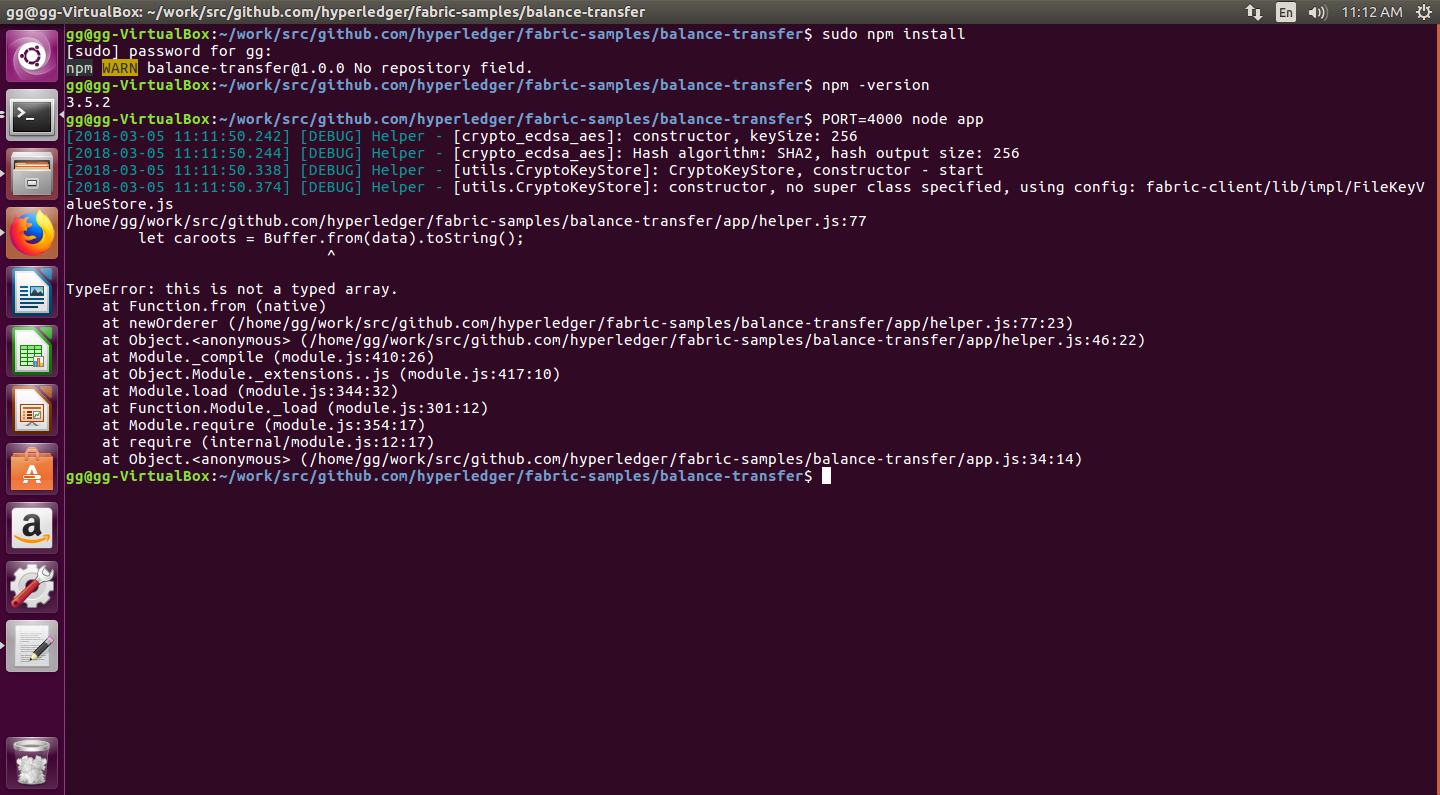 gg@gg-VirtualBox: ~/work/src/github.com/hyperledger/fabric-samples/balance-transfer
En
11:12 AM
gg@gg-VirtualBox:~/work/src/github.com/hyperledger/fabric-samples/balance-transfer$ sudo npm install
[sudo] password for gg:
npm WARN balance-transfer@1.0.0 No repository field.
gg@gg-VirtualBox:~/work/src/github.com/hyperledger/fabric-samples/balance-transfer$ npm -version
3.5.2
gg@gg-VirtualBox:~/work/src/github.com/hyperledger/fabric-samples/balance-transfer$ PORT=4000 node app
[2018-03-05 11:11:50.242] [DEBUG] Helper - [crypto_ecdsa_aes]: constructor, keySize: 256
[2018-03-05 11:11:50.244] [DEBUG] Helper - [crypto_ecdsa_aes]: Hash algorithm: SHA2, hash output size: 256
[2018-03-05 11:11:50.338] [DEBUG] Helper - [utils.CryptoKeyStore]: CryptoKeyStore, constructor - start
[2018-03-05 11:11:50.374] [DEBUG] Helper - [utils.CryptoKeyStore]: constructor, no super class specified, using config: fabric-client/lib/impl/FileKeyV
alueStore.js
/home/gg/work/src/github.com/hyperledger/fabric-samples/balance-transfer/app/helper.js:77
        let caroots = Buffer.from(data).toString();
                             ^
TypeError: this is not a typed array.
    at Function.from (native)
    at newOrderer (/home/gg/work/src/github.com/hyperledger/fabric-samples/balance-transfer/app/helper.js:77:23)
    at Object.<anonymous> (/home/gg/work/src/github.com/hyperledger/fabric-samples/balance-transfer/app/helper.js:46:22)
    at Module._compile (module.js:410:26)
    at Object.Module._extensions..js (module.js:417:10)
    at Module.load (module.js:344:32)
    at Function.Module._load (module.js:301:12)
    at Module.require (module.js:354:17)
    at require (internal/module.js:12:17)
    at Object.<anonymous> (/home/gg/work/src/github.com/hyperledger/fabric-samples/balance-transfer/app.js:34:14)
gg@gg-VirtualBox:~/work/src/github.com/hyperledger/fabric-samples/balance-transfer$